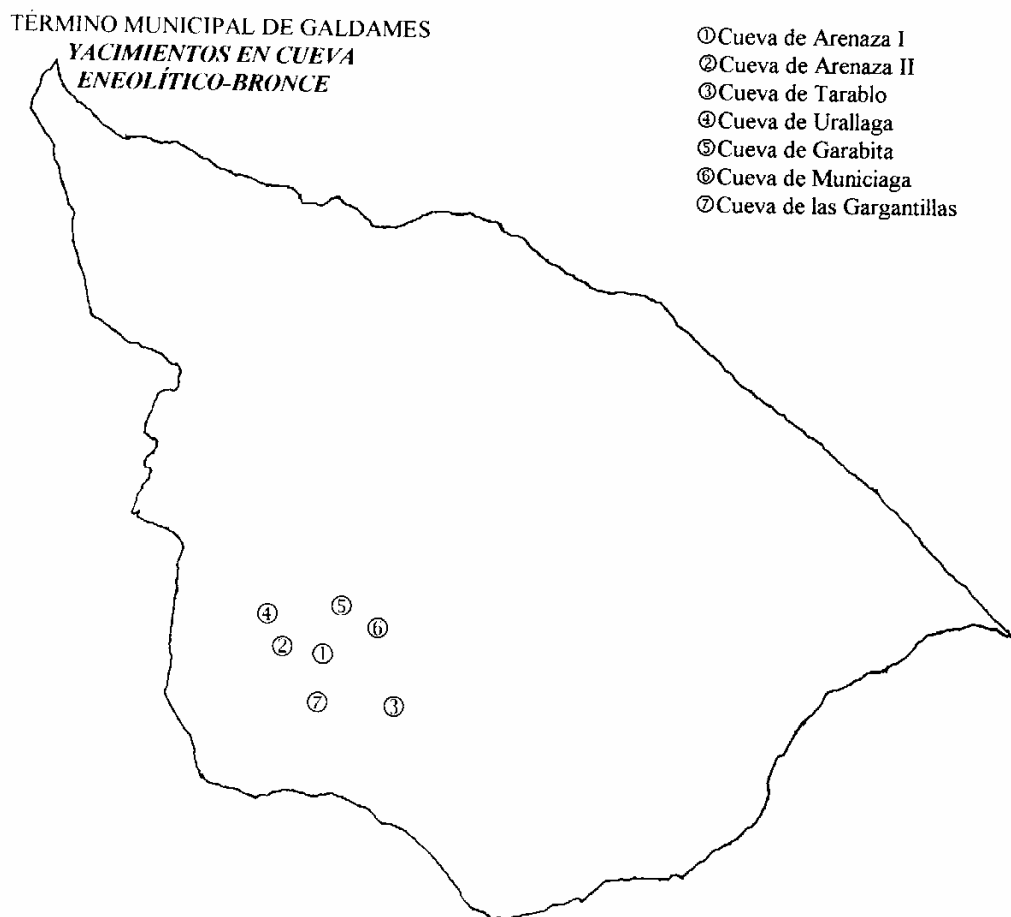 TÉRMINO MUNICIPAL DE GALDAMES
YACIMIENTOS EN CUEVA
ENEOLÍTICO-BRONCE
①Cueva de Arenaza I
②Cueva de Arenaza II
③Cueva de Tarablo
④Cueva de Urallaga
⑤Cueva de Garabita
⑥Cueva de Municiaga
⑦Cueva de las Gargantillas
④
⑤
⑥
②
①
⑦
③